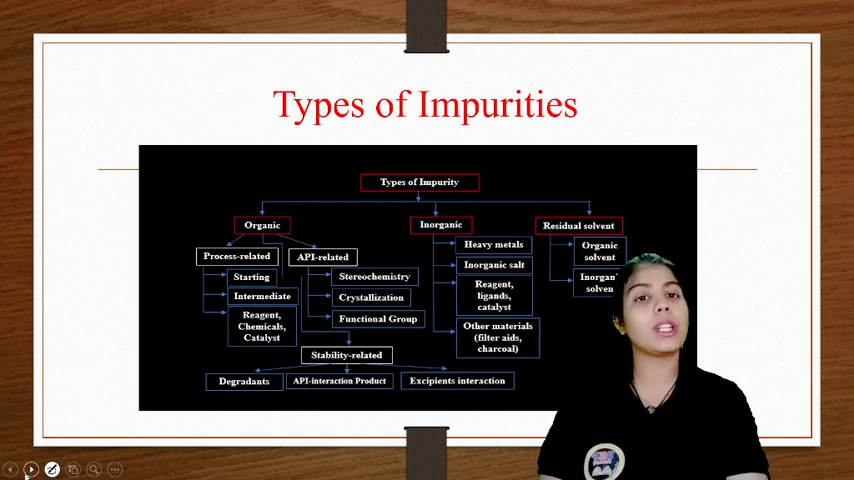 Types of Impurities
Types of Impurity
Organic
Inorganic
Residual solvent
Process-related
API-related
Heavy metals
Organic
solvent
Starting
Stereochemistry
Inorganic salt
Intermediate
Crystallization
Reagent,
ligands,
catalyst
Reagent,
Chemicals,
Catalyst
Functional Group
Other materials
(filter aids,
charcoal)
Stability-related
Degradants
API-interaction Product
Excipients interaction